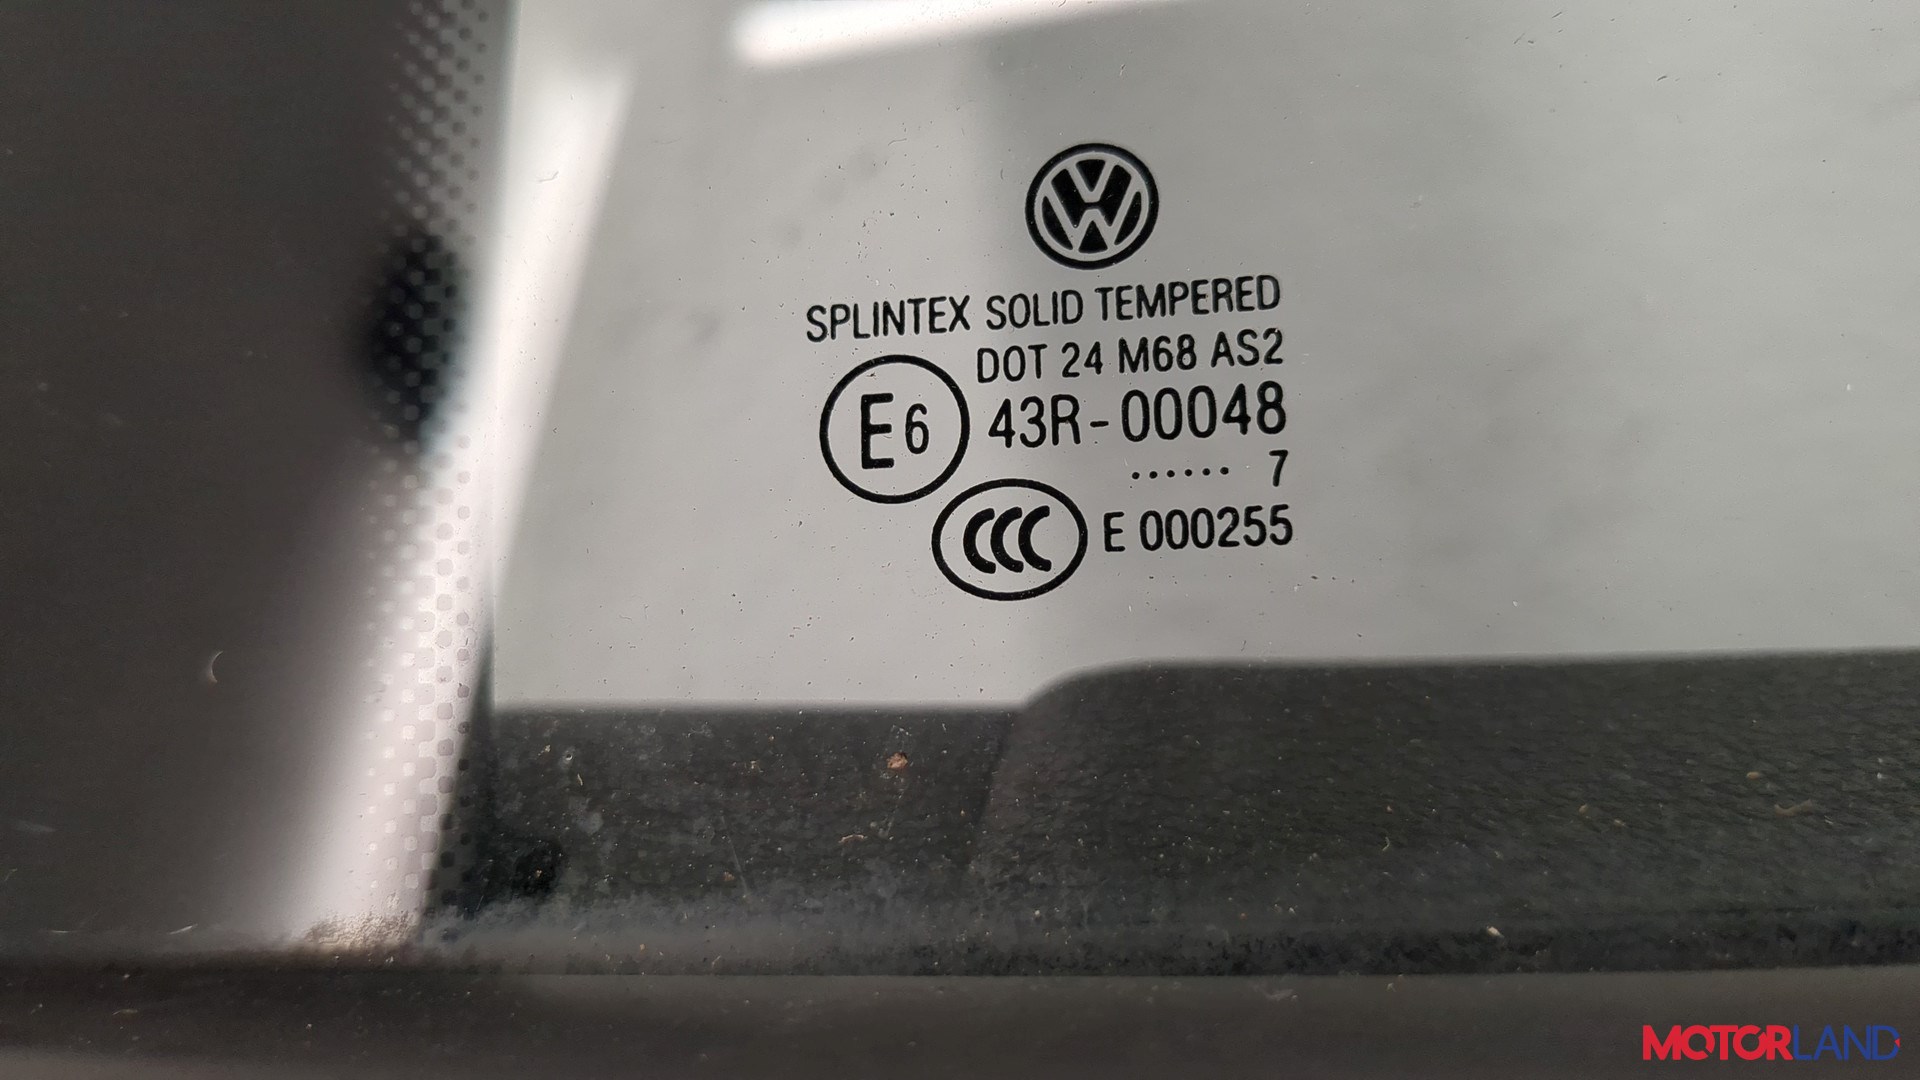 SPLINTEX SOLID TEMPERED
DOT 24 M68 AS2
E6 43R-00048
...... 7
CCC E 000255
MOTORLAND